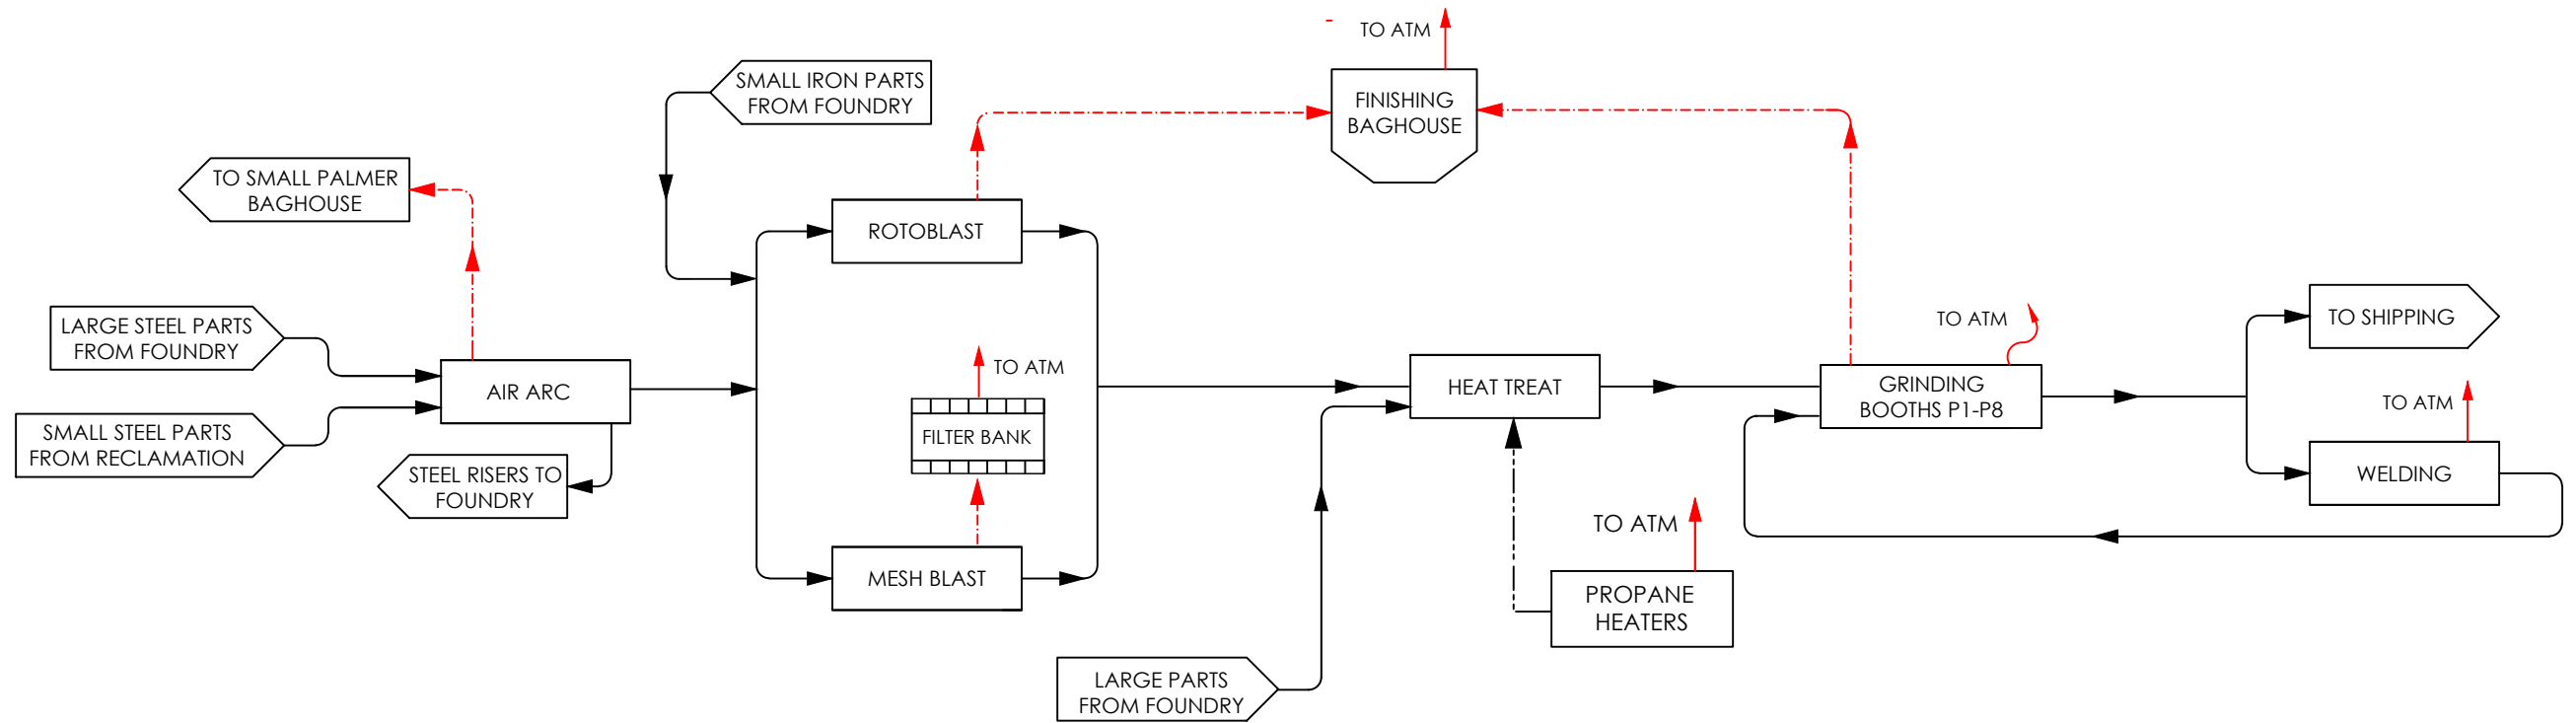 TO ATM
SMALL IRON PARTS
FROM FOUNDRY
FINISHING
BAGHOUSE
TO SMALL PALMER
BAGHOUSE
ROTOBLAST
LARGE STEEL PARTS
FROM FOUNDRY
TO ATM
TO SHIPPING
TO ATM
AIR ARC
HEAT TREAT
GRINDING
BOOTHS P1-P8
TO ATM
SMALL STEEL PARTS
FROM RECLAMATION
FILTER BANK
STEEL RISERS TO
FOUNDRY
WELDING
TO ATM
MESH BLAST
PROPANE
HEATERS
LARGE PARTS
FROM FOUNDRY